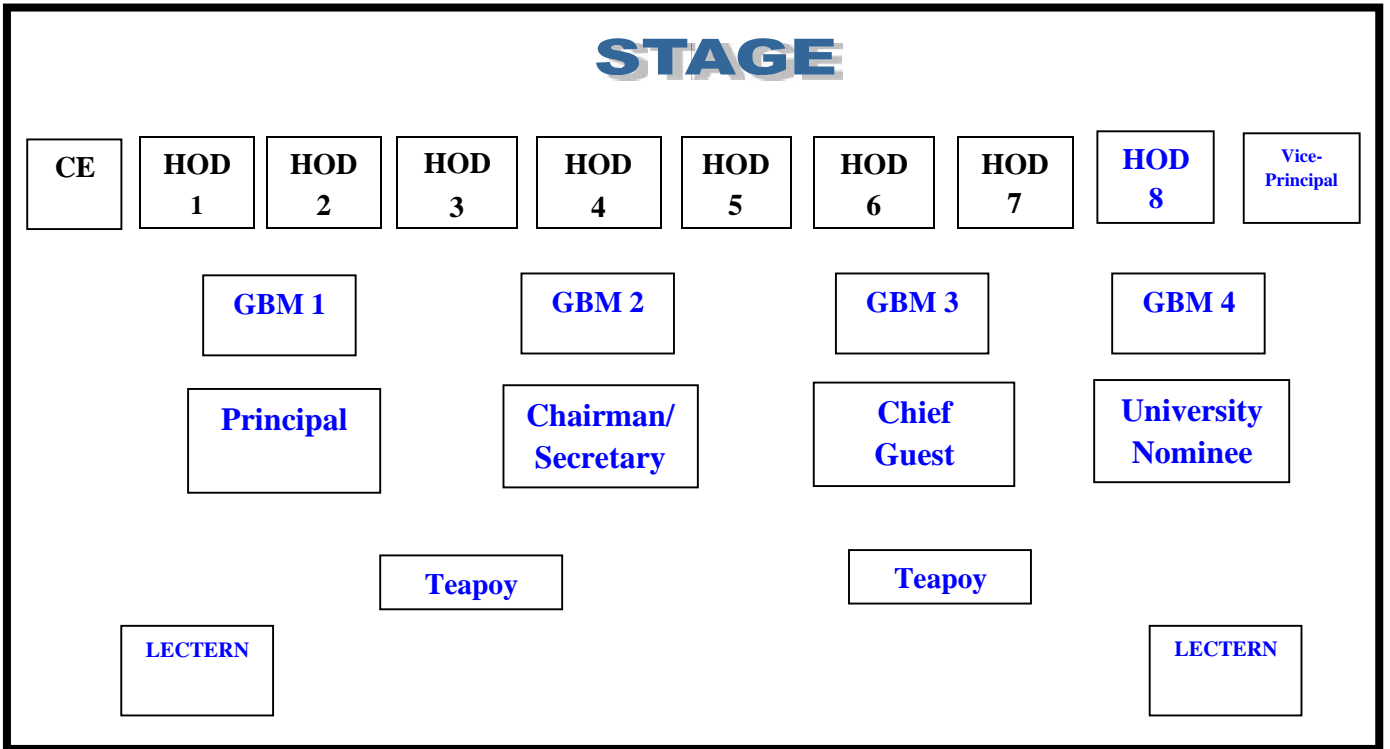 STAGE
CE
HOD
1
HOD
2
HOD
3
HOD
4
HOD
5
HOD
6
HOD
7
HOD
8
Vice-
Principal
GBM 1
GBM 2
GBM 3
GBM 4
Principal
Chairman/
Secretary
Chief
Guest
University
Nominee
Teapoy
Teapoy
LECTERN
LECTERN